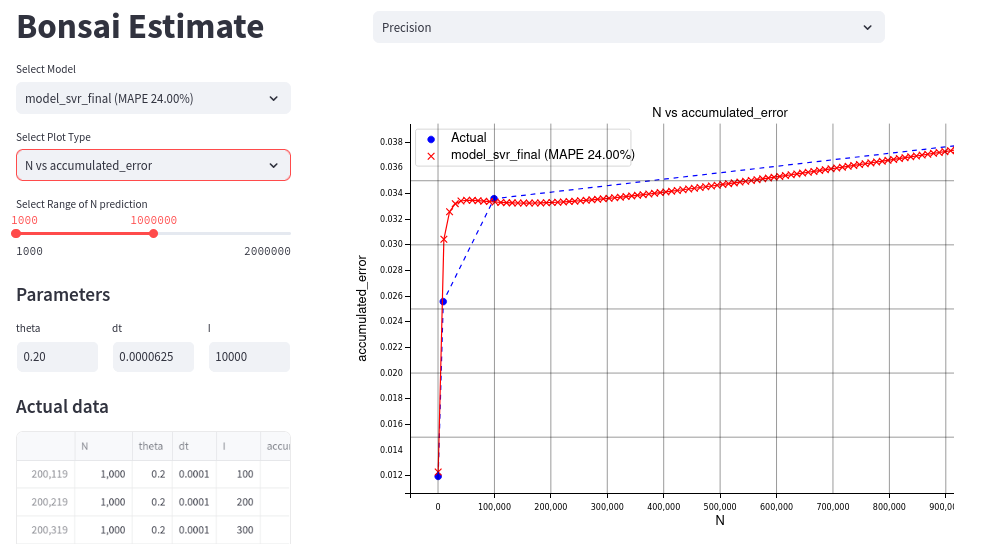 Bonsai Estimate
Select Model
model_svr_final (MAPE 24.00%)
Select Plot Type
N vs accumulated_error
Select Range of N prediction
1000 1000000
1000 2000000
Parameters
theta dt I
0.20 0.0000625 10000
Actual data
N theta dt I accu
200,119 1,000 0.2 0.0001 100
200,219 1,000 0.2 0.0001 200
200,319 1,000 0.2 0.0001 300
Precision
N vs accumulated_error
Actual
model_svr_final (MAPE 24.00%)
accumulated_error
0.038
0.036
0.034
0.032
0.030
0.028
0.026
0.024
0.022
0.020
0.018
0.016
0.014
0.012
0 100,000 200,000 300,000 400,000 500,000 600,000 700,000 800,000 900,00
N